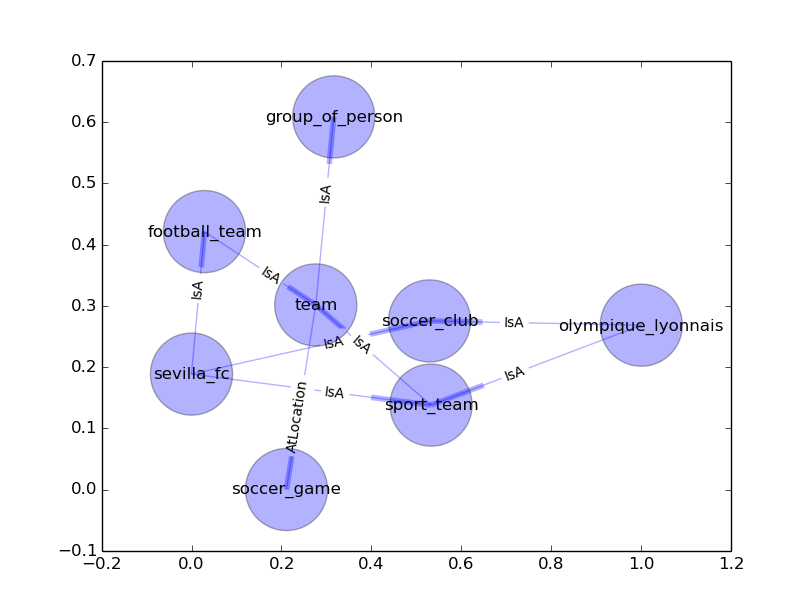 0.7
group_of_person
0.6
IsA
0.5
football_team
0.4
IsA
IsA
team
0.3
soccer_club
IsA
olympique_lyonnais
IsA
IsA
0.2
sevilla_fc
IsA
IsA
sport_team
0.1
AtLocation
0.0
soccer_game
−0.1
−0.2
0.0
0.2
0.4
0.6
0.8
1.0
1.2